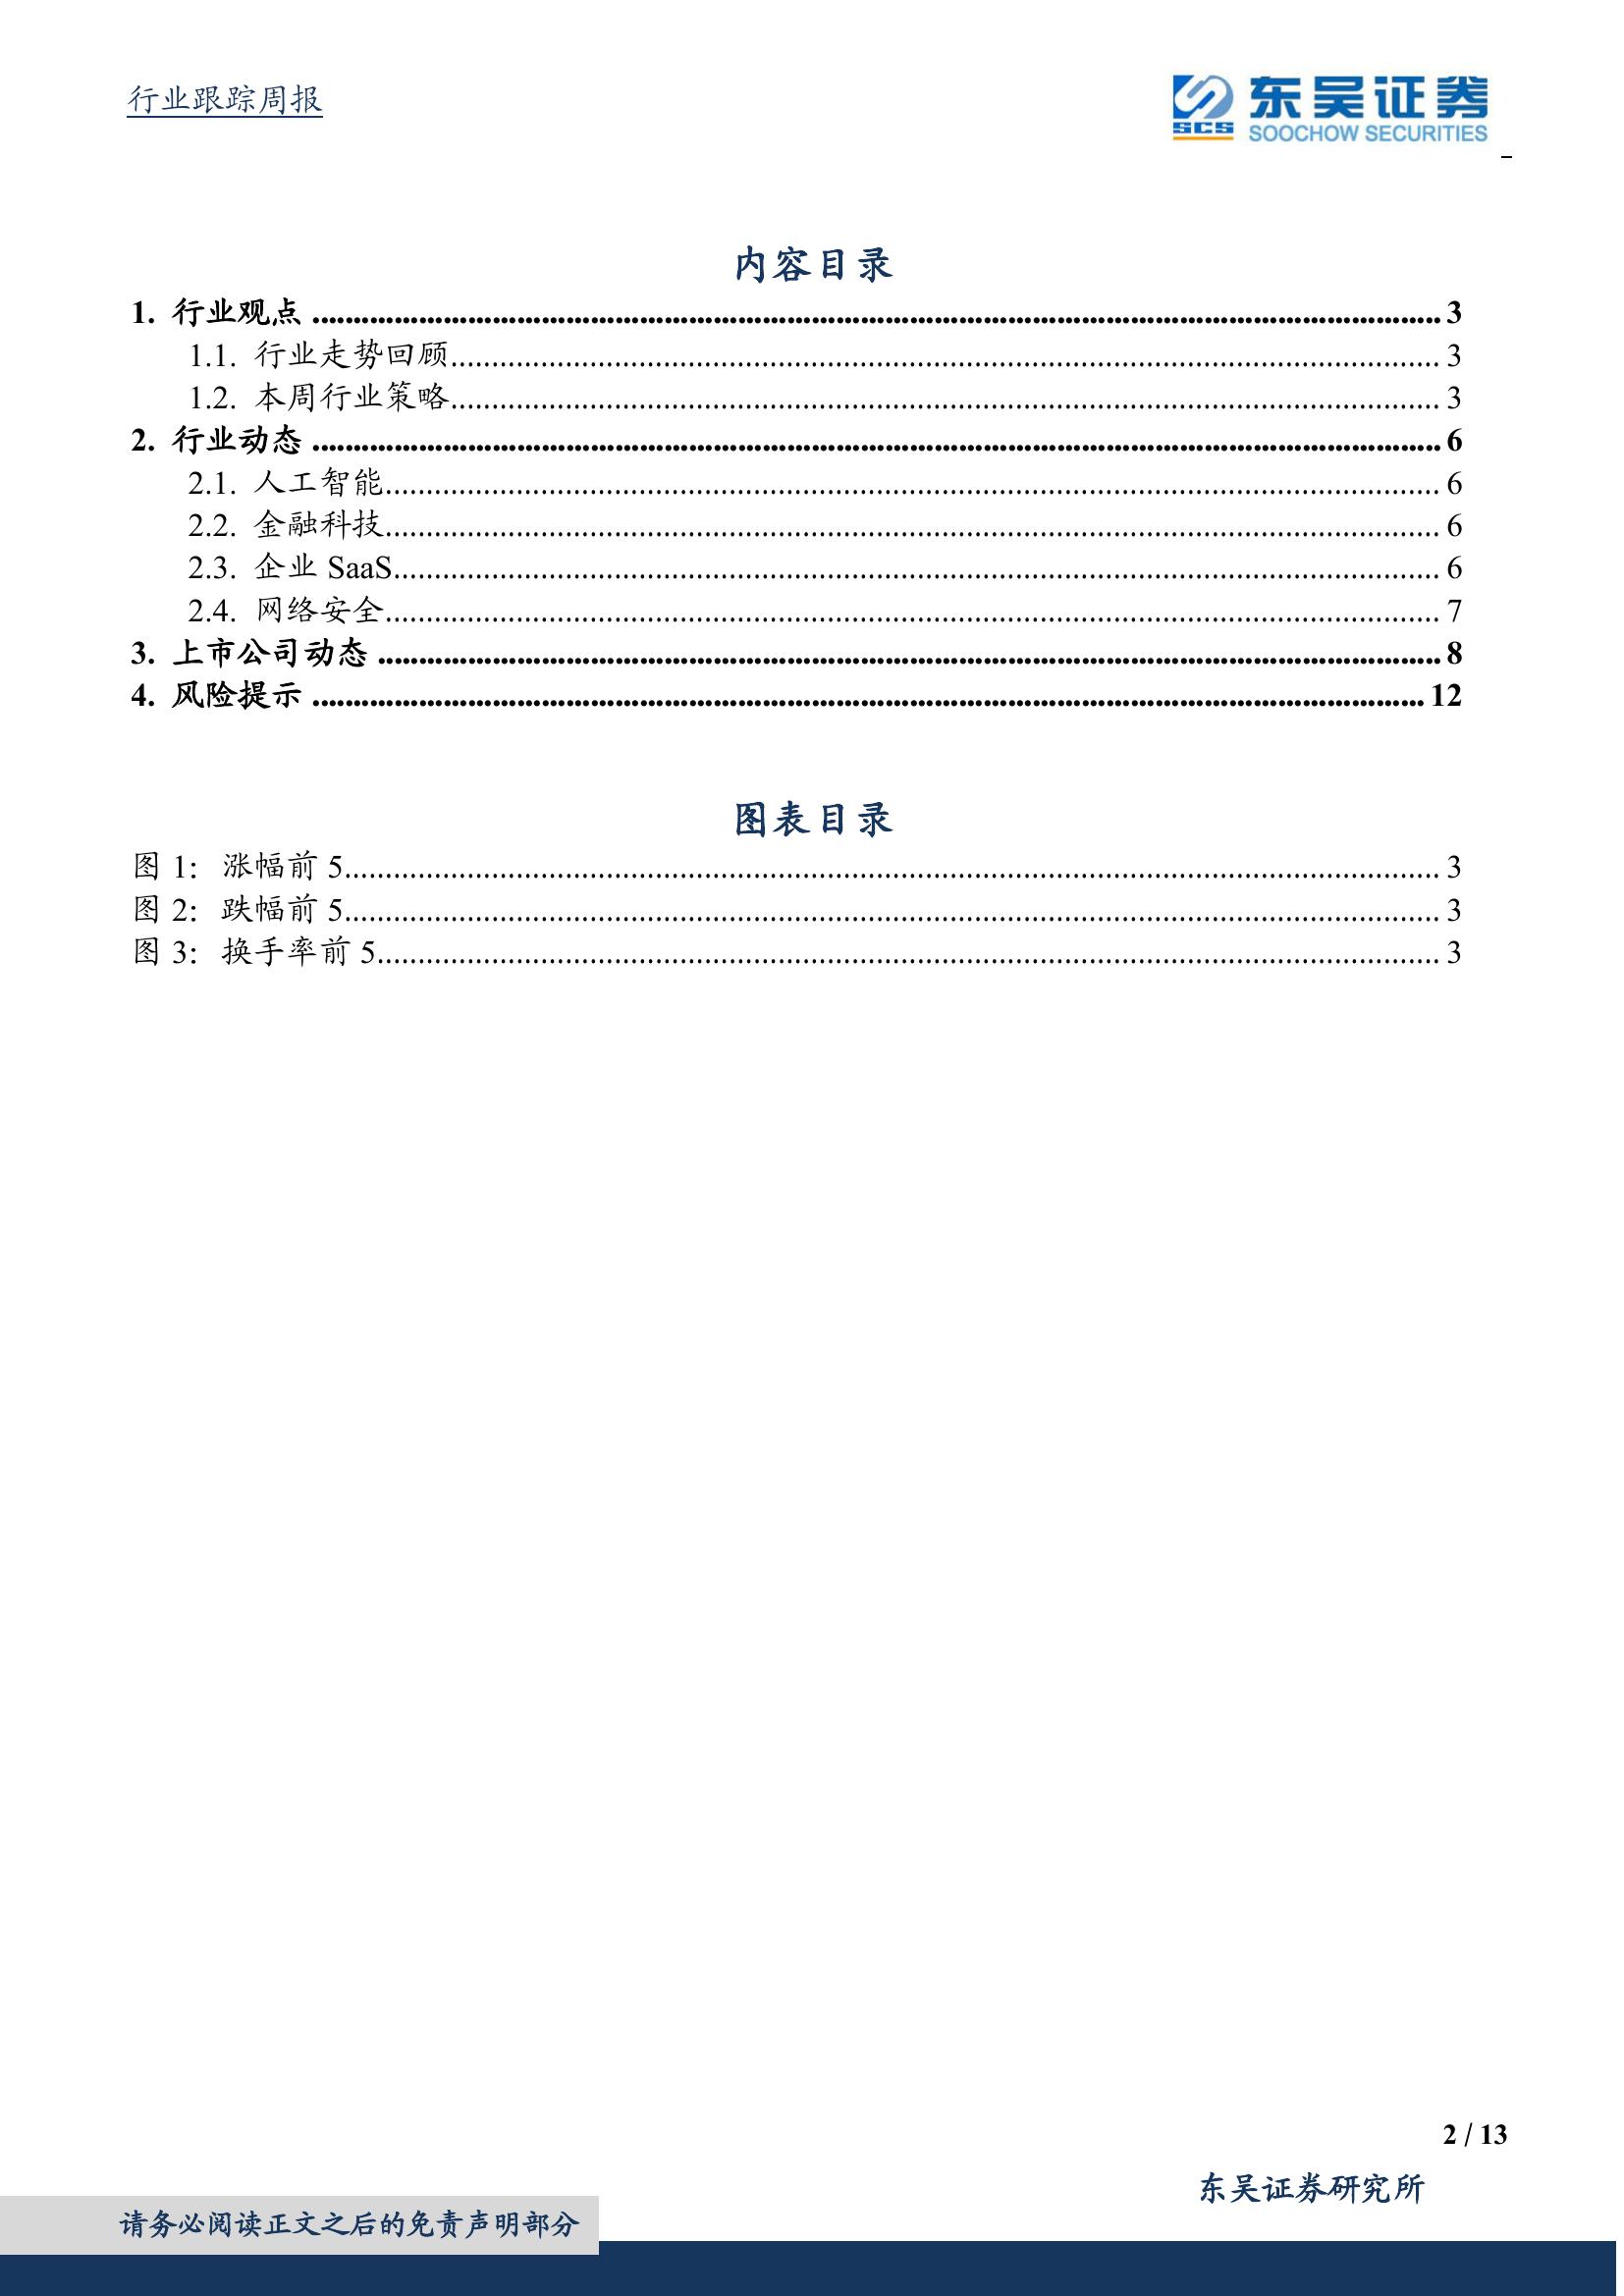 行业跟踪周报
东吴证券
SCS
SOOCHOW SECURITIES
内容目录
1. 行业观点 ........ 3
1.1. 行业走势回顾 ........ 3
1.2. 本周行业策略 ........ 3
2. 行业动态 ........ 6
2.1. 人工智能 ........ 6
2.2. 金融科技 ........ 6
2.3. 企业 SaaS ........ 6
2.4. 网络安全 ........ 7
3. 上市公司动态 ........ 8
4. 风险提示 ........ 12
图表目录
图 1: 涨幅前 5 ........ 3
图 2: 跌幅前 5 ........ 3
图 3: 换手率前 5 ........ 3
2 / 13
东吴证券研究所
请务必阅读正文之后的免责声明部分